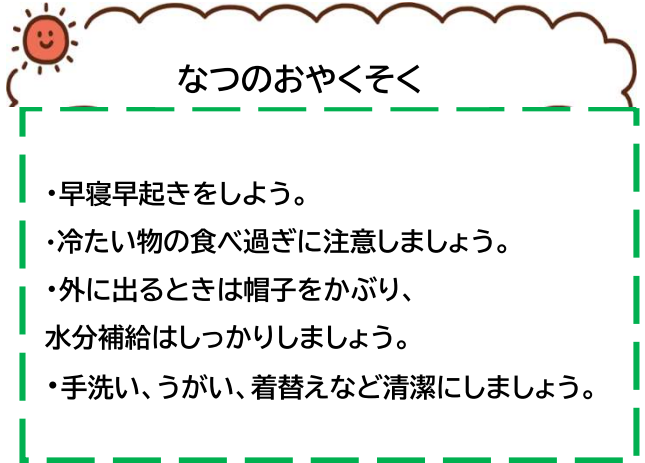 なつのおやくそく
・早寝早起きをしよう。
・冷たい物の食べ過ぎに注意しましょう。
・外に出るときは帽子をかぶり、
水分補給はしっかりしましょう。
・手洗い、うがい、着替えなど清潔にしましょう。